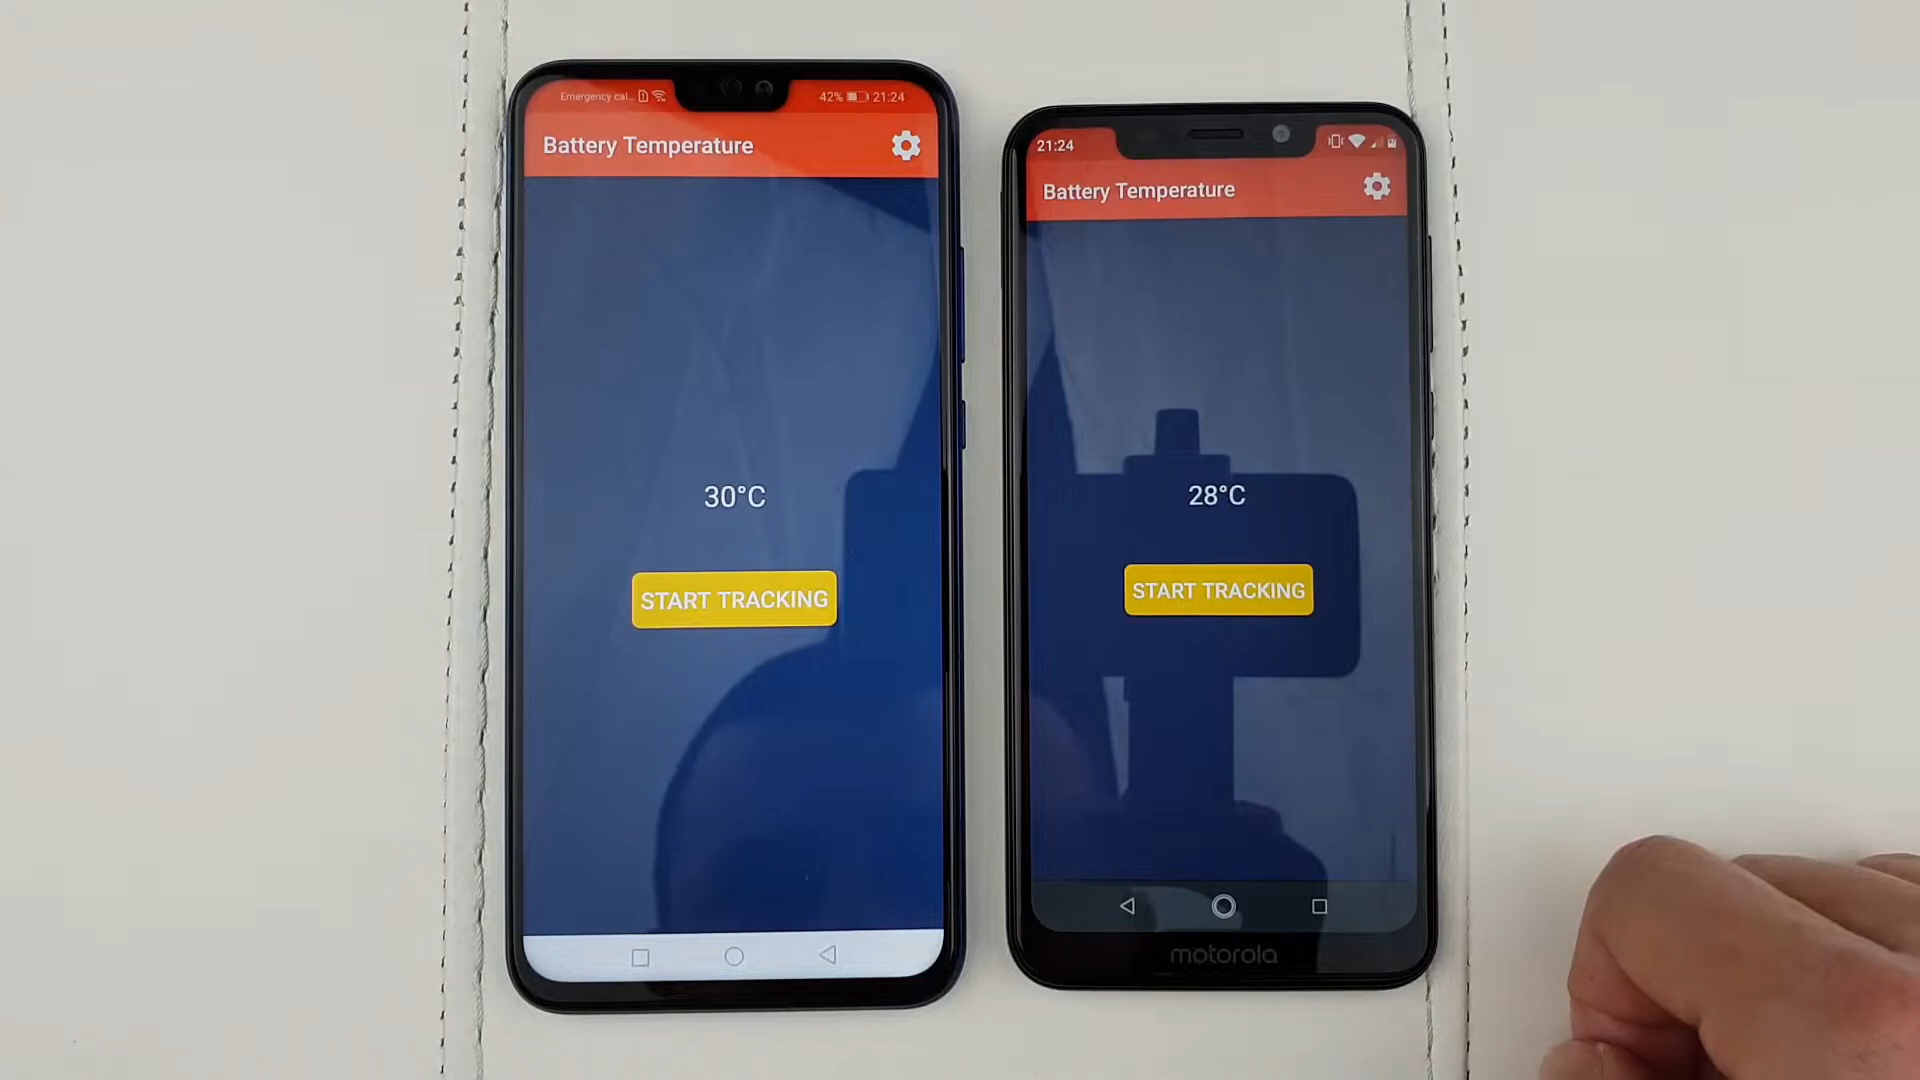 Emergency cal...
42%
21:24
Battery Temperature
30°C
START TRACKING
21:24
Battery Temperature
28°C
START TRACKING
motorola